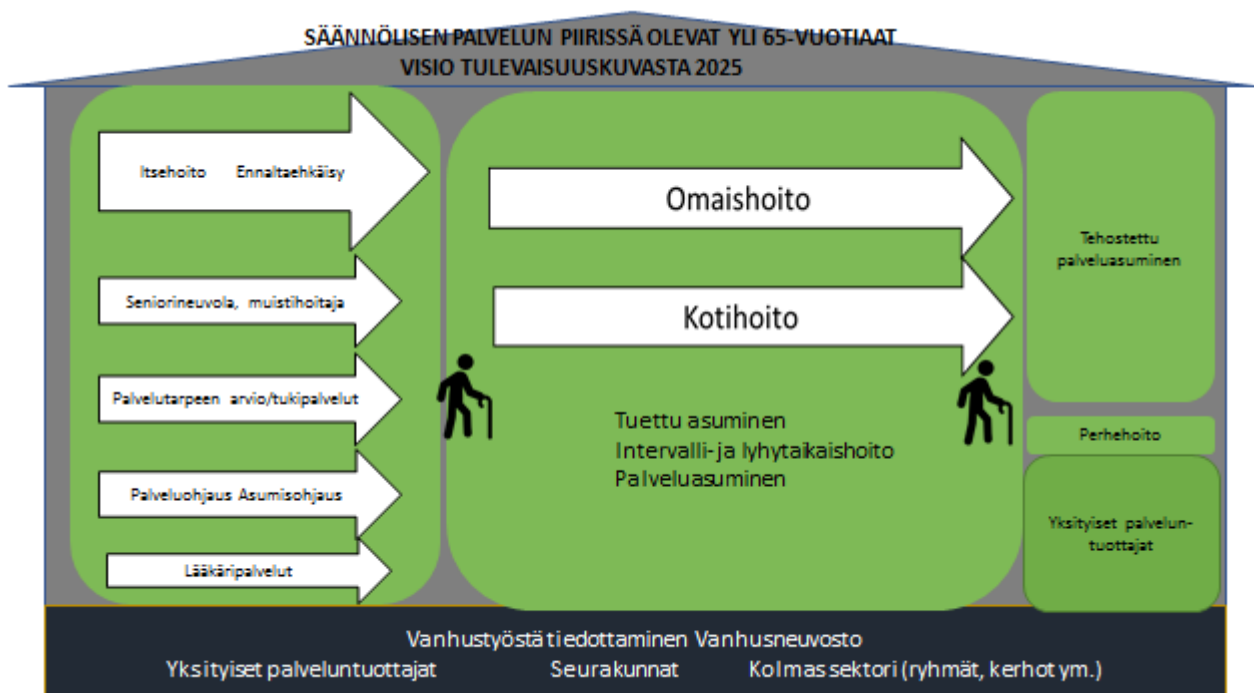 SÄÄNNÖLISEN PALVELUN PIIRISSÄ OLEVAT YLI 65-VUOTIAAT
VISIO TULEVAISUUSKUVASTA 2025
Itsehoito Ennaltaehkäisy
Seniorineuvola, muistihoitaja
Palvelutarpeen arvio/tukipalvelut
Palveluohjaus Asumisohjaus
Lääkäripalvelut
Omaishoito
Kotihoito
Tuettu asuminen
Intervalli- ja lyhytaikaishoito
Palveluasuminen
Tehostettu
palveluasuminen
Perhehoito
Yksityiset palvelun-
tuottajat
Vanhustyöstä tiedottaminen Vanhusneuvosto
Yksityiset palveluntuottajat Seurakunnat Kolmas sektori (ryhmät, kerhot ym.)